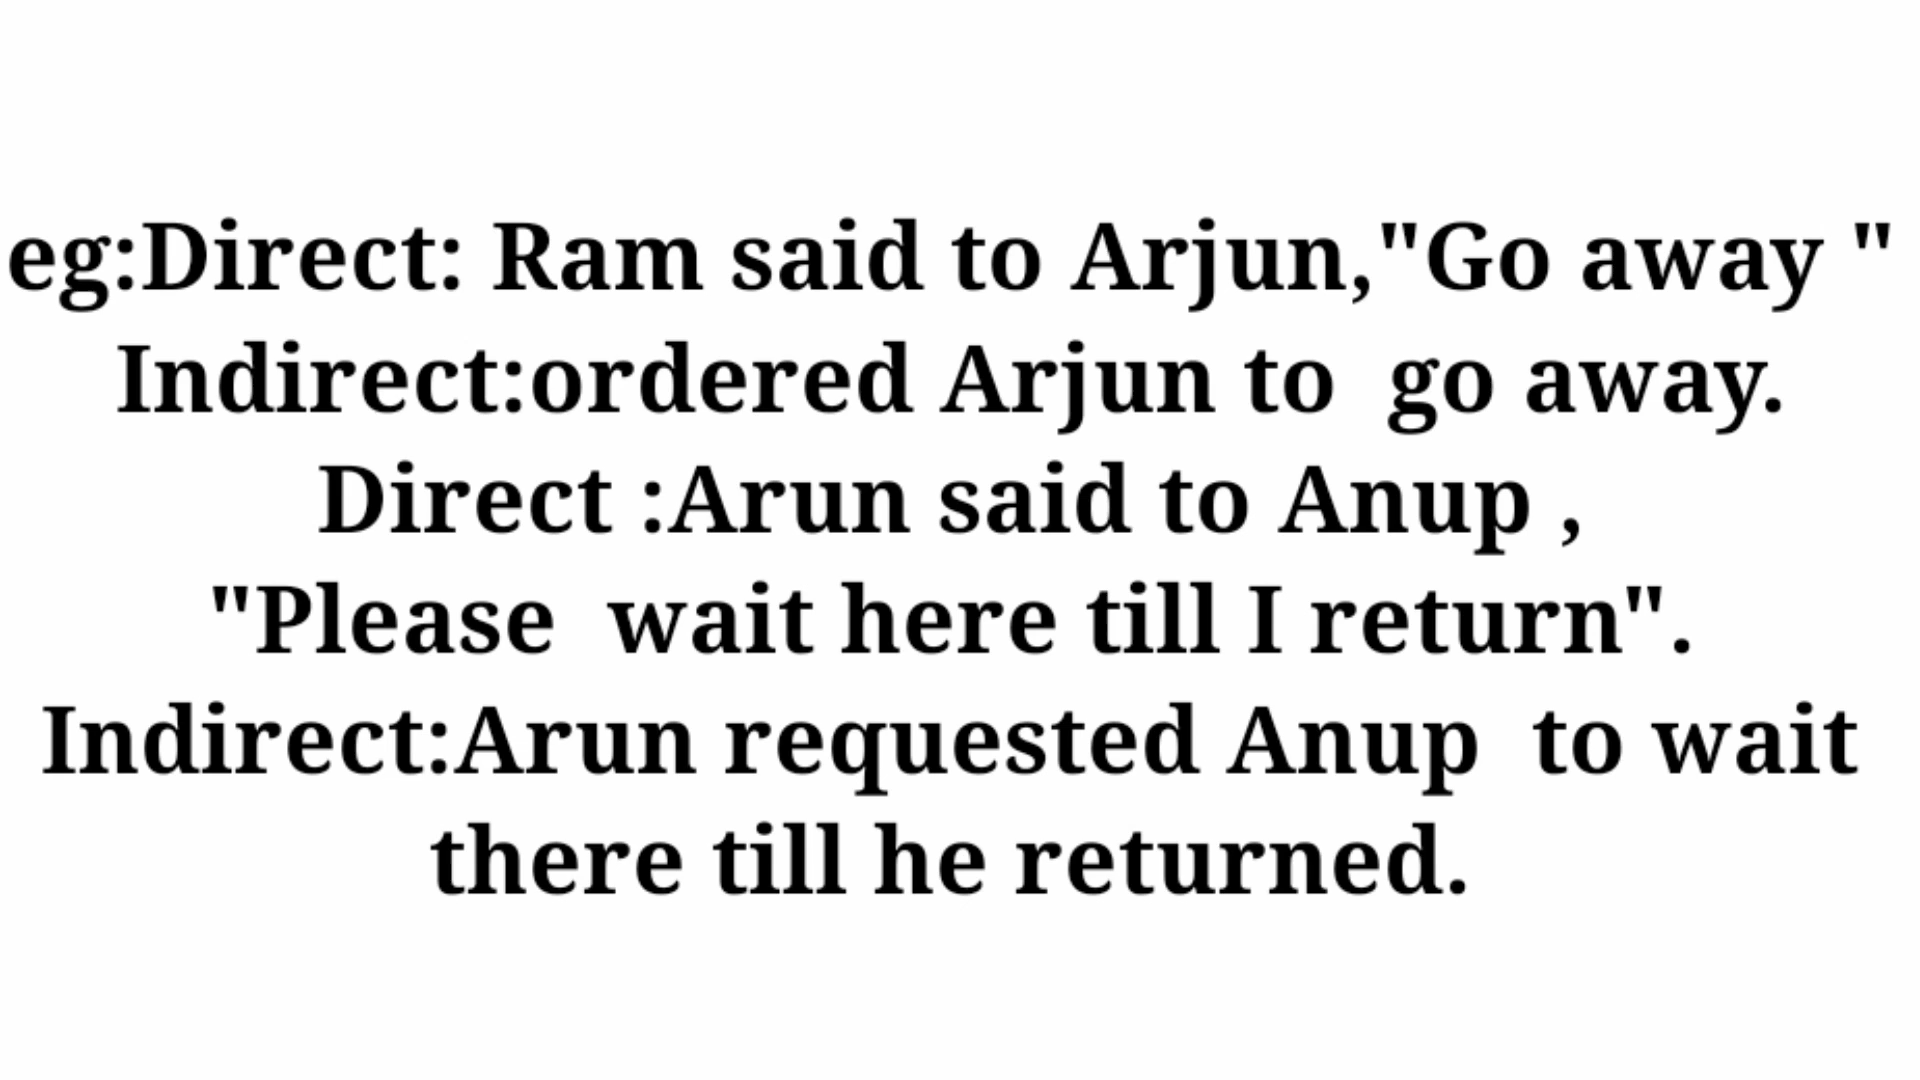 eg:Direct: Ram said to Arjun,"Go away "
Indirect:ordered Arjun to  go away.
Direct :Arun said to Anup ,
"Please  wait here till I return".
Indirect:Arun requested Anup  to wait
there till he returned.